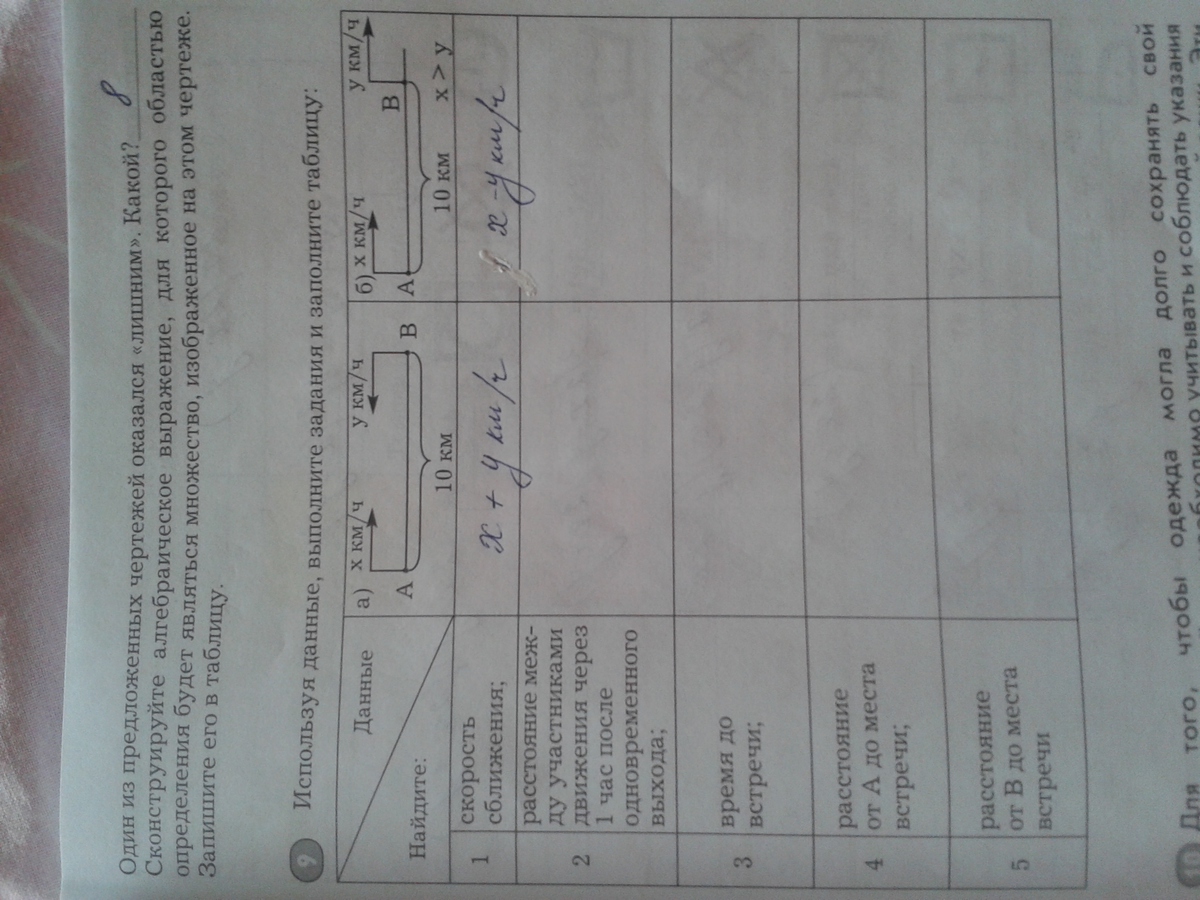 Один из предложенных чертежей оказался «лишним». Какой? 8
Сконструируйте алгебраическое выражение, для которого областью
определения будет являться множество, изображенное на этом чертеже.
Запишите его в таблицу.
9 Используя данные, выполните задания и заполните таблицу:
Данные
Найдите:
а) x км/ч y км/ч
A B
10 км
б) x км/ч y км/ч
A B
10 км x > y
1 скорость
сближения;
x + y км/ч
x - y км/ч
2 расстояние меж-
ду участниками
движения через
1 час после
одновременного
выхода;
3 время до
встречи;
4 расстояние
от A до места
встречи;
5 расстояние
от B до места
встречи
10 Для того, чтобы одежда могла долго сохранять свой
учитывать и соблюдать указания